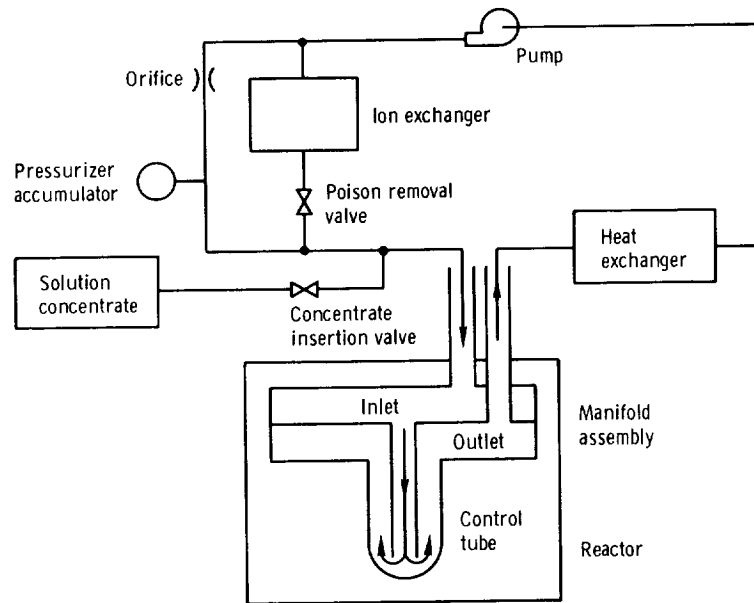 Pump
Orifice
Ion exchanger
Pressurizer
accumulator
Poison removal
valve
Heat
exchanger
Solution
concentrate
Concentrate
insertion valve
Inlet
Manifold
assembly
Outlet
Control
tube
Reactor